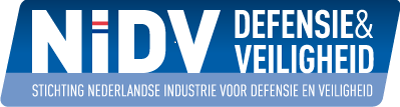 NiDV DEFENSIE&
VEILIGHEID
STICHTING NEDERLANDSE INDUSTRIE VOOR DEFENSIE EN VEILIGHEID